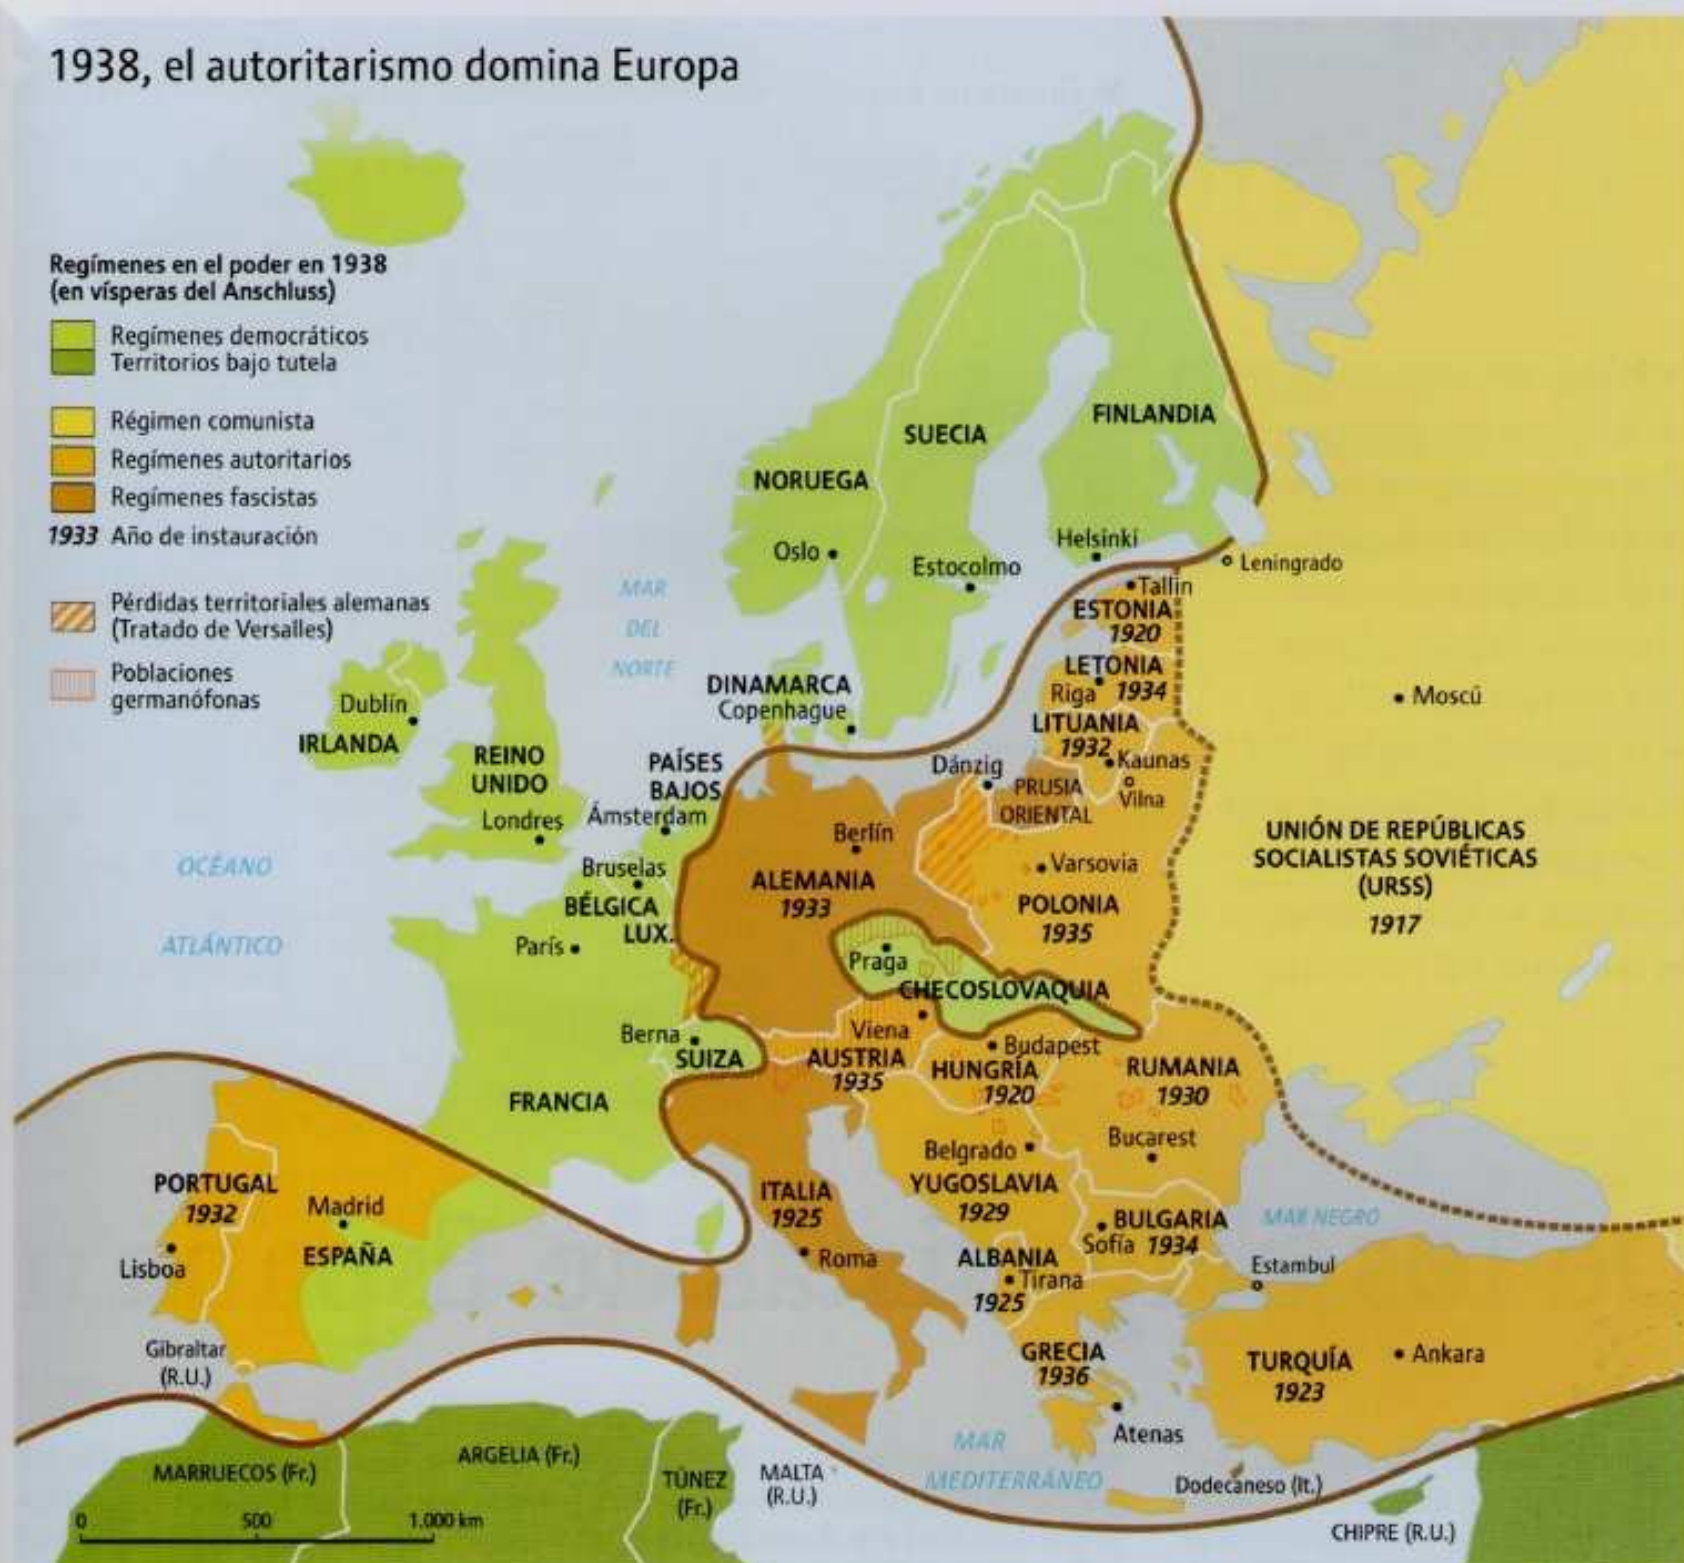 1938, el autoritarismo domina Europa
Regímenes en el poder en 1938
(en vísperas del Anschluss)
Regímenes democráticos
Territorios bajo tutela
Régimen comunista
Regímenes autoritarios
Regímenes fascistas
1933 Año de instauración
Pérdidas territoriales alemanas
(Tratado de Versalles)
Poblaciones
germanófonas
NORUEGA
SUECIA
FINLANDIA
Oslo
Estocolmo
Helsinki
Leningrado
Tallin
ESTONIA
1920
LETONIA
Riga 1934
LITUANIA
1932
Kaunas
Vilna
Moscú
MAR
DEL
NORTE
DINAMARCA
Copenhague
Dublín
IRLANDA
REINO
UNIDO
Londres
PAÍSES
BAJOS
Ámsterdam
Bruselas
BÉLGICA
LUX.
París
OCÉANO
ATLÁNTICO
Dánzig
PRUSIA
ORIENTAL
Berlín
ALEMANIA
1933
Varsovia
POLONIA
1935
UNIÓN DE REPÚBLICAS
SOCIALISTAS SOVIÉTICAS
(URSS)
1917
Praga
CHECOSLOVAQUIA
Berna
SUIZA
Viena
AUSTRIA
1935
Budapest
HUNGRÍA
1920
RUMANIA
1930
Bucarest
FRANCIA
Belgrado
YUGOSLAVIA
1929
ITALIA
1925
Roma
BULGARIA
Sofía 1934
MAR NEGRO
ALBANIA
Tirana
1925
Estambul
PORTUGAL
1932
Lisboa
Madrid
ESPAÑA
Gibraltar
(R.U.)
GRECIA
1936
Atenas
TURQUÍA
1923
Ankara
MAR
MEDITERRÁNEO
Dodecaneso (It.)
CHIPRE (R.U.)
MARRUECOS (Fr.)
ARGELIA (Fr.)
TÚNEZ
(Fr.)
MALTA
(R.U.)
0 500 1.000 km